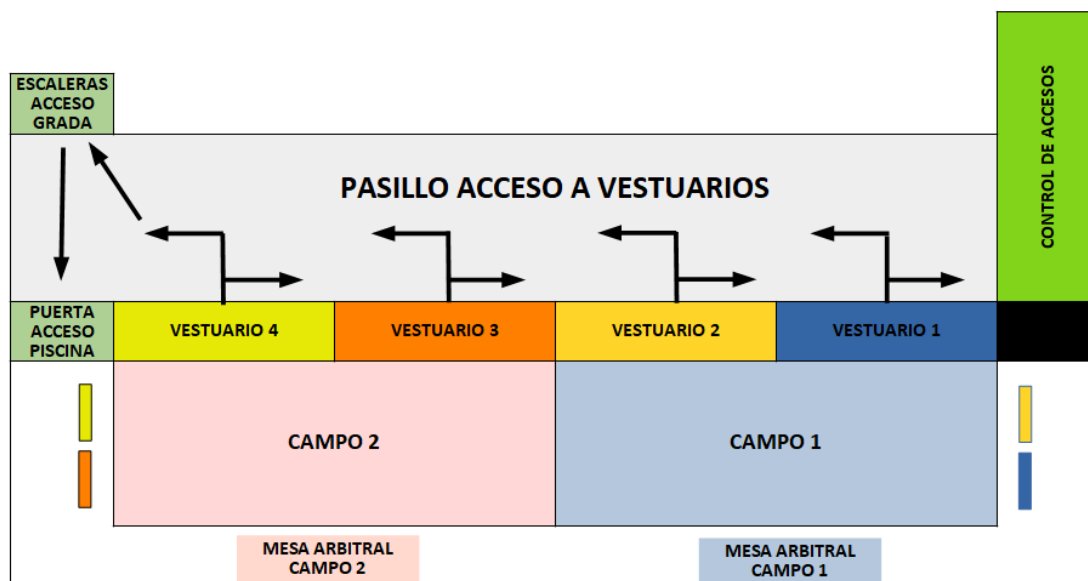 ESCALERAS
ACCESO
GRADA
CONTROL DE ACCESOS
PASILLO ACCESO A VESTUARIOS
PUERTA
ACCESO
PISCINA
VESTUARIO 4
VESTUARIO 3
VESTUARIO 2
VESTUARIO 1
CAMPO 2
CAMPO 1
MESA ARBITRAL
CAMPO 2
MESA ARBITRAL
CAMPO 1